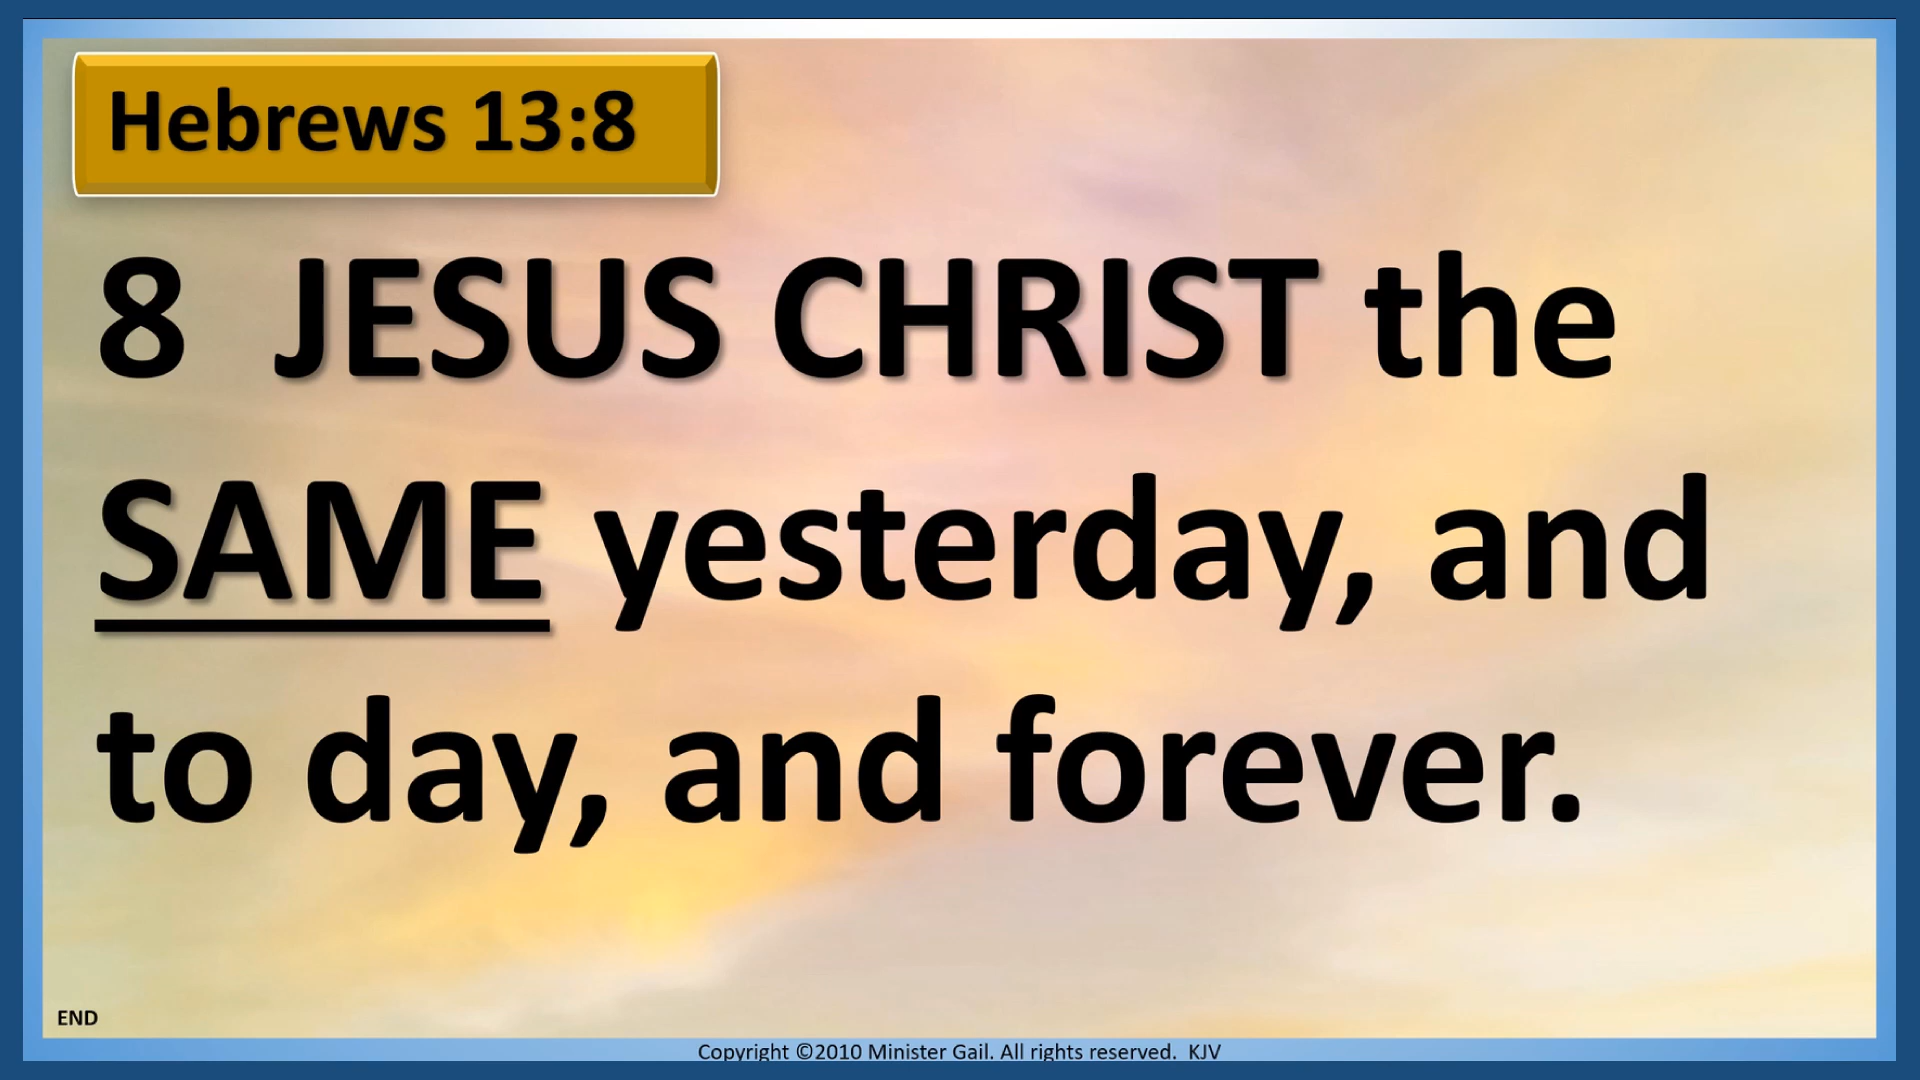 Hebrews 13:8
8  JESUS CHRIST the
SAME yesterday, and
to day, and forever.
END
Copyright ©2010 Minister Gail. All rights reserved.  KJV